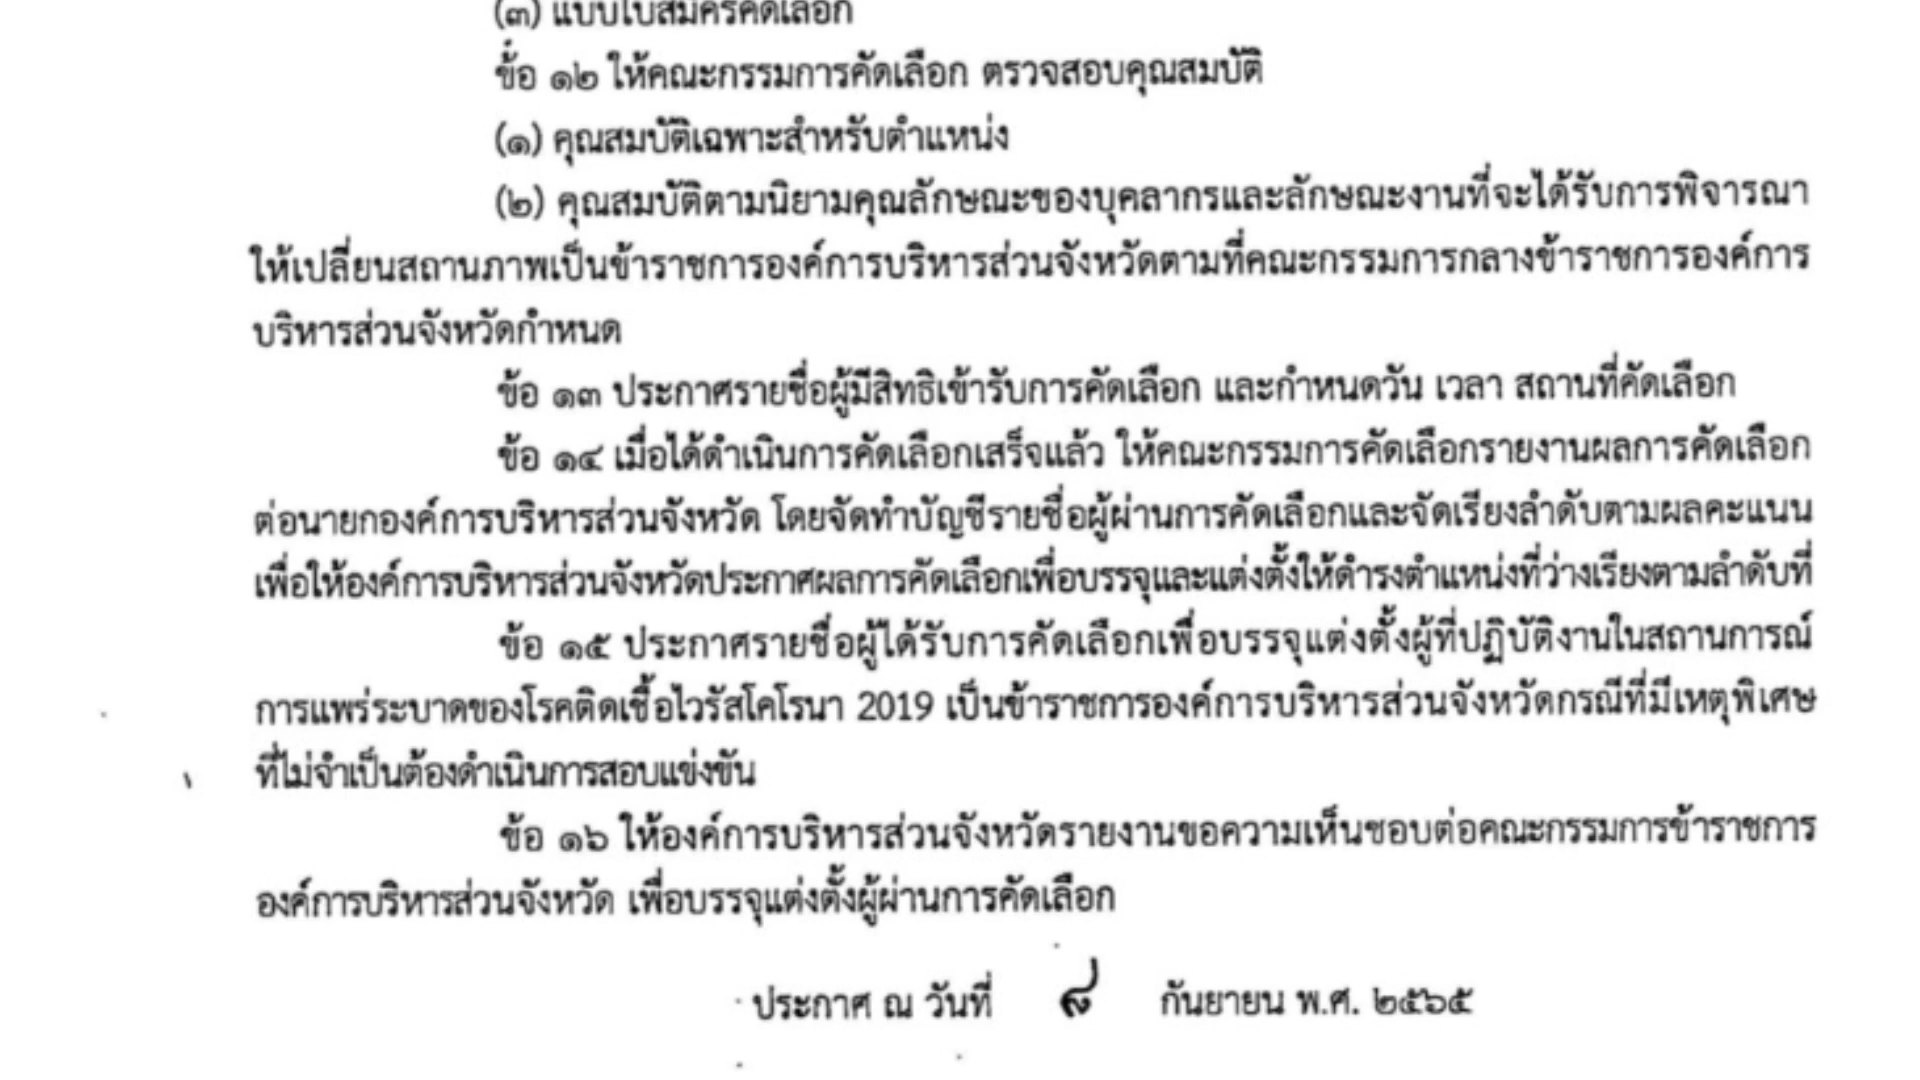 (๓) แบบใบสมัครคัดเลือก
ข้อ ๑๒ ให้คณะกรรมการคัดเลือก ตรวจสอบคุณสมบัติ
(๑) คุณสมบัติเฉพาะสำหรับตำแหน่ง
(๒) คุณสมบัติตามนิยามคุณลักษณะของบุคลากรและลักษณะงานที่จะได้รับการพิจารณา
ให้เปลี่ยนสถานภาพเป็นข้าราชการองค์การบริหารส่วนจังหวัดตามที่คณะกรรมการกลางข้าราชการองค์การ
บริหารส่วนจังหวัดกำหนด
ข้อ ๑๓ ประกาศรายชื่อผู้มีสิทธิเข้ารับการคัดเลือก และกำหนดวัน เวลา สถานที่คัดเลือก
ข้อ ๑๔ เมื่อได้ดำเนินการคัดเลือกเสร็จแล้ว ให้คณะกรรมการคัดเลือกรายงานผลการคัดเลือก
ต่อนายกองค์การบริหารส่วนจังหวัด โดยจัดทำบัญชีรายชื่อผู้ผ่านการคัดเลือกและจัดเรียงลำดับตามผลคะแนน
เพื่อให้องค์การบริหารส่วนจังหวัดประกาศผลการคัดเลือกเพื่อบรรจุและแต่งตั้งให้ดำรงตำแหน่งที่ว่างเรียงตามลำดับที่
ข้อ ๑๕ ประกาศรายชื่อผู้ได้รับการคัดเลือกเพื่อบรรจุแต่งตั้งผู้ที่ปฏิบัติงานในสถานการณ์
การแพร่ระบาดของโรคติดเชื้อไวรัสโคโรนา 2019 เป็นข้าราชการองค์การบริหารส่วนจังหวัดกรณีที่มีเหตุพิเศษ
ที่ไม่จำเป็นต้องดำเนินการสอบแข่งขัน
ข้อ ๑๖ ให้องค์การบริหารส่วนจังหวัดรายงานขอความเห็นชอบต่อคณะกรรมการข้าราชการ
องค์การบริหารส่วนจังหวัด เพื่อบรรจุแต่งตั้งผู้ผ่านการคัดเลือก
ประกาศ ณ วันที่ ๘ กันยายน พ.ศ. ๒๕๖๕